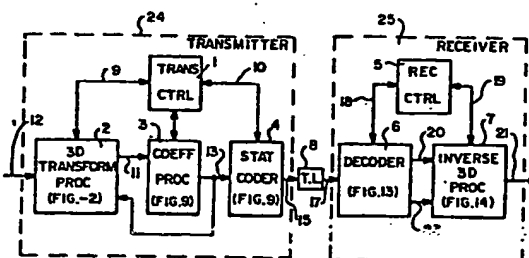 24
TRANSMITTER
9
TRANS
CTRL
1
10
12
2
3D
TRANSFORM
PROC
(FIG.-2)
11
3
COEFF
PROC
(FIG.9)
13
4
STAT
CODER
(FIG.9)
15
8
T.L
17
25
RECEIVER
5
REC
CTRL
18
19
6
DECODER
(FIG.13)
20
7
INVERSE
3D
PROC
(FIG.14)
21